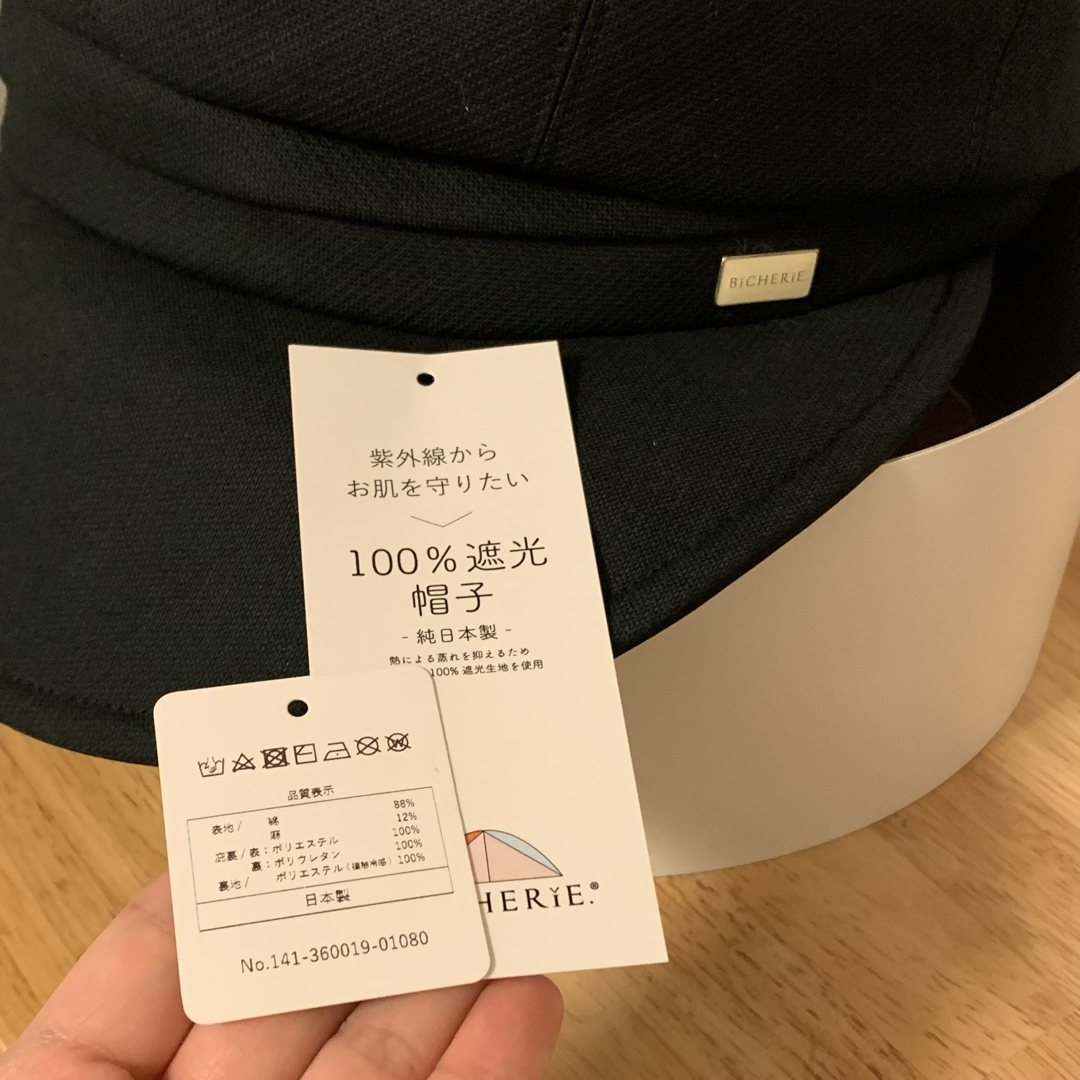 BiCHERiE.
紫外線から
お肌を守りたい
100%遮光
帽子
- 純日本製 -
熱による蒸れを抑えるため
100%遮光生地を使用
HERiE.®
品質表示
表地/ 綿 88%
麻 12%
庇裏/表:ポリエステル 100%
裏:ポリウレタン 100%
裏地/ ポリエステル(接触冷感) 100%
日本製
No.141-360019-01080